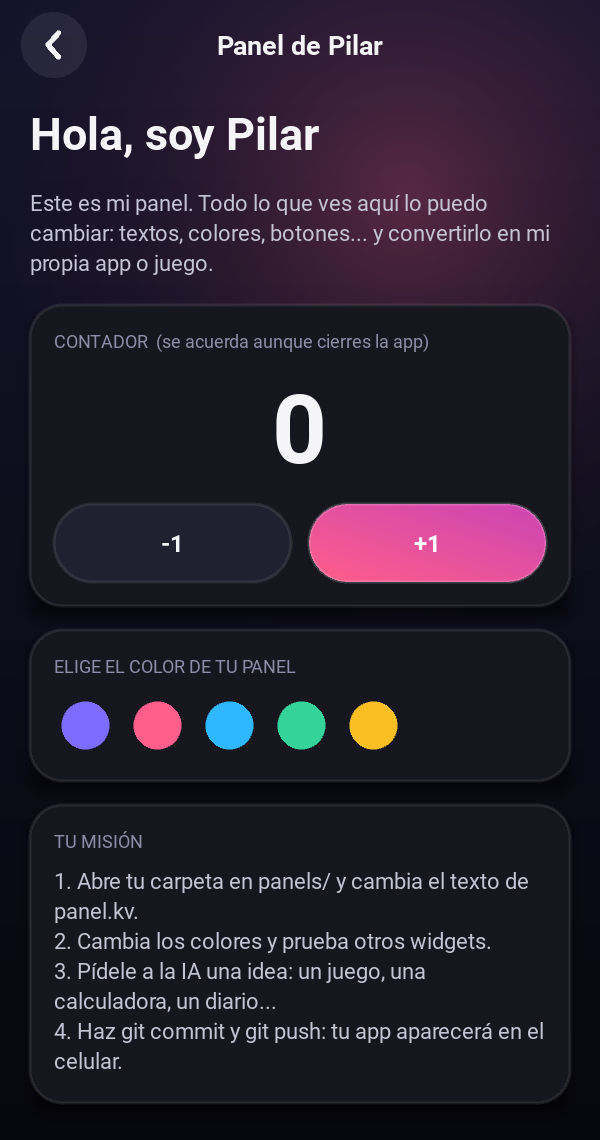 Panel de Pilar
Hola, soy Pilar
Este es mi panel. Todo lo que ves aquí lo puedo
cambiar: textos, colores, botones... y convertirlo en mi
propia app o juego.
CONTADOR (se acuerda aunque cierres la app)
0
-1
+1
ELIGE EL COLOR DE TU PANEL
TU MISIÓN
1. Abre tu carpeta en panels/ y cambia el texto de
panel.kv.
2. Cambia los colores y prueba otros widgets.
3. Pídele a la IA una idea: un juego, una
calculadora, un diario...
4. Haz git commit y git push: tu app aparecerá en el
celular.